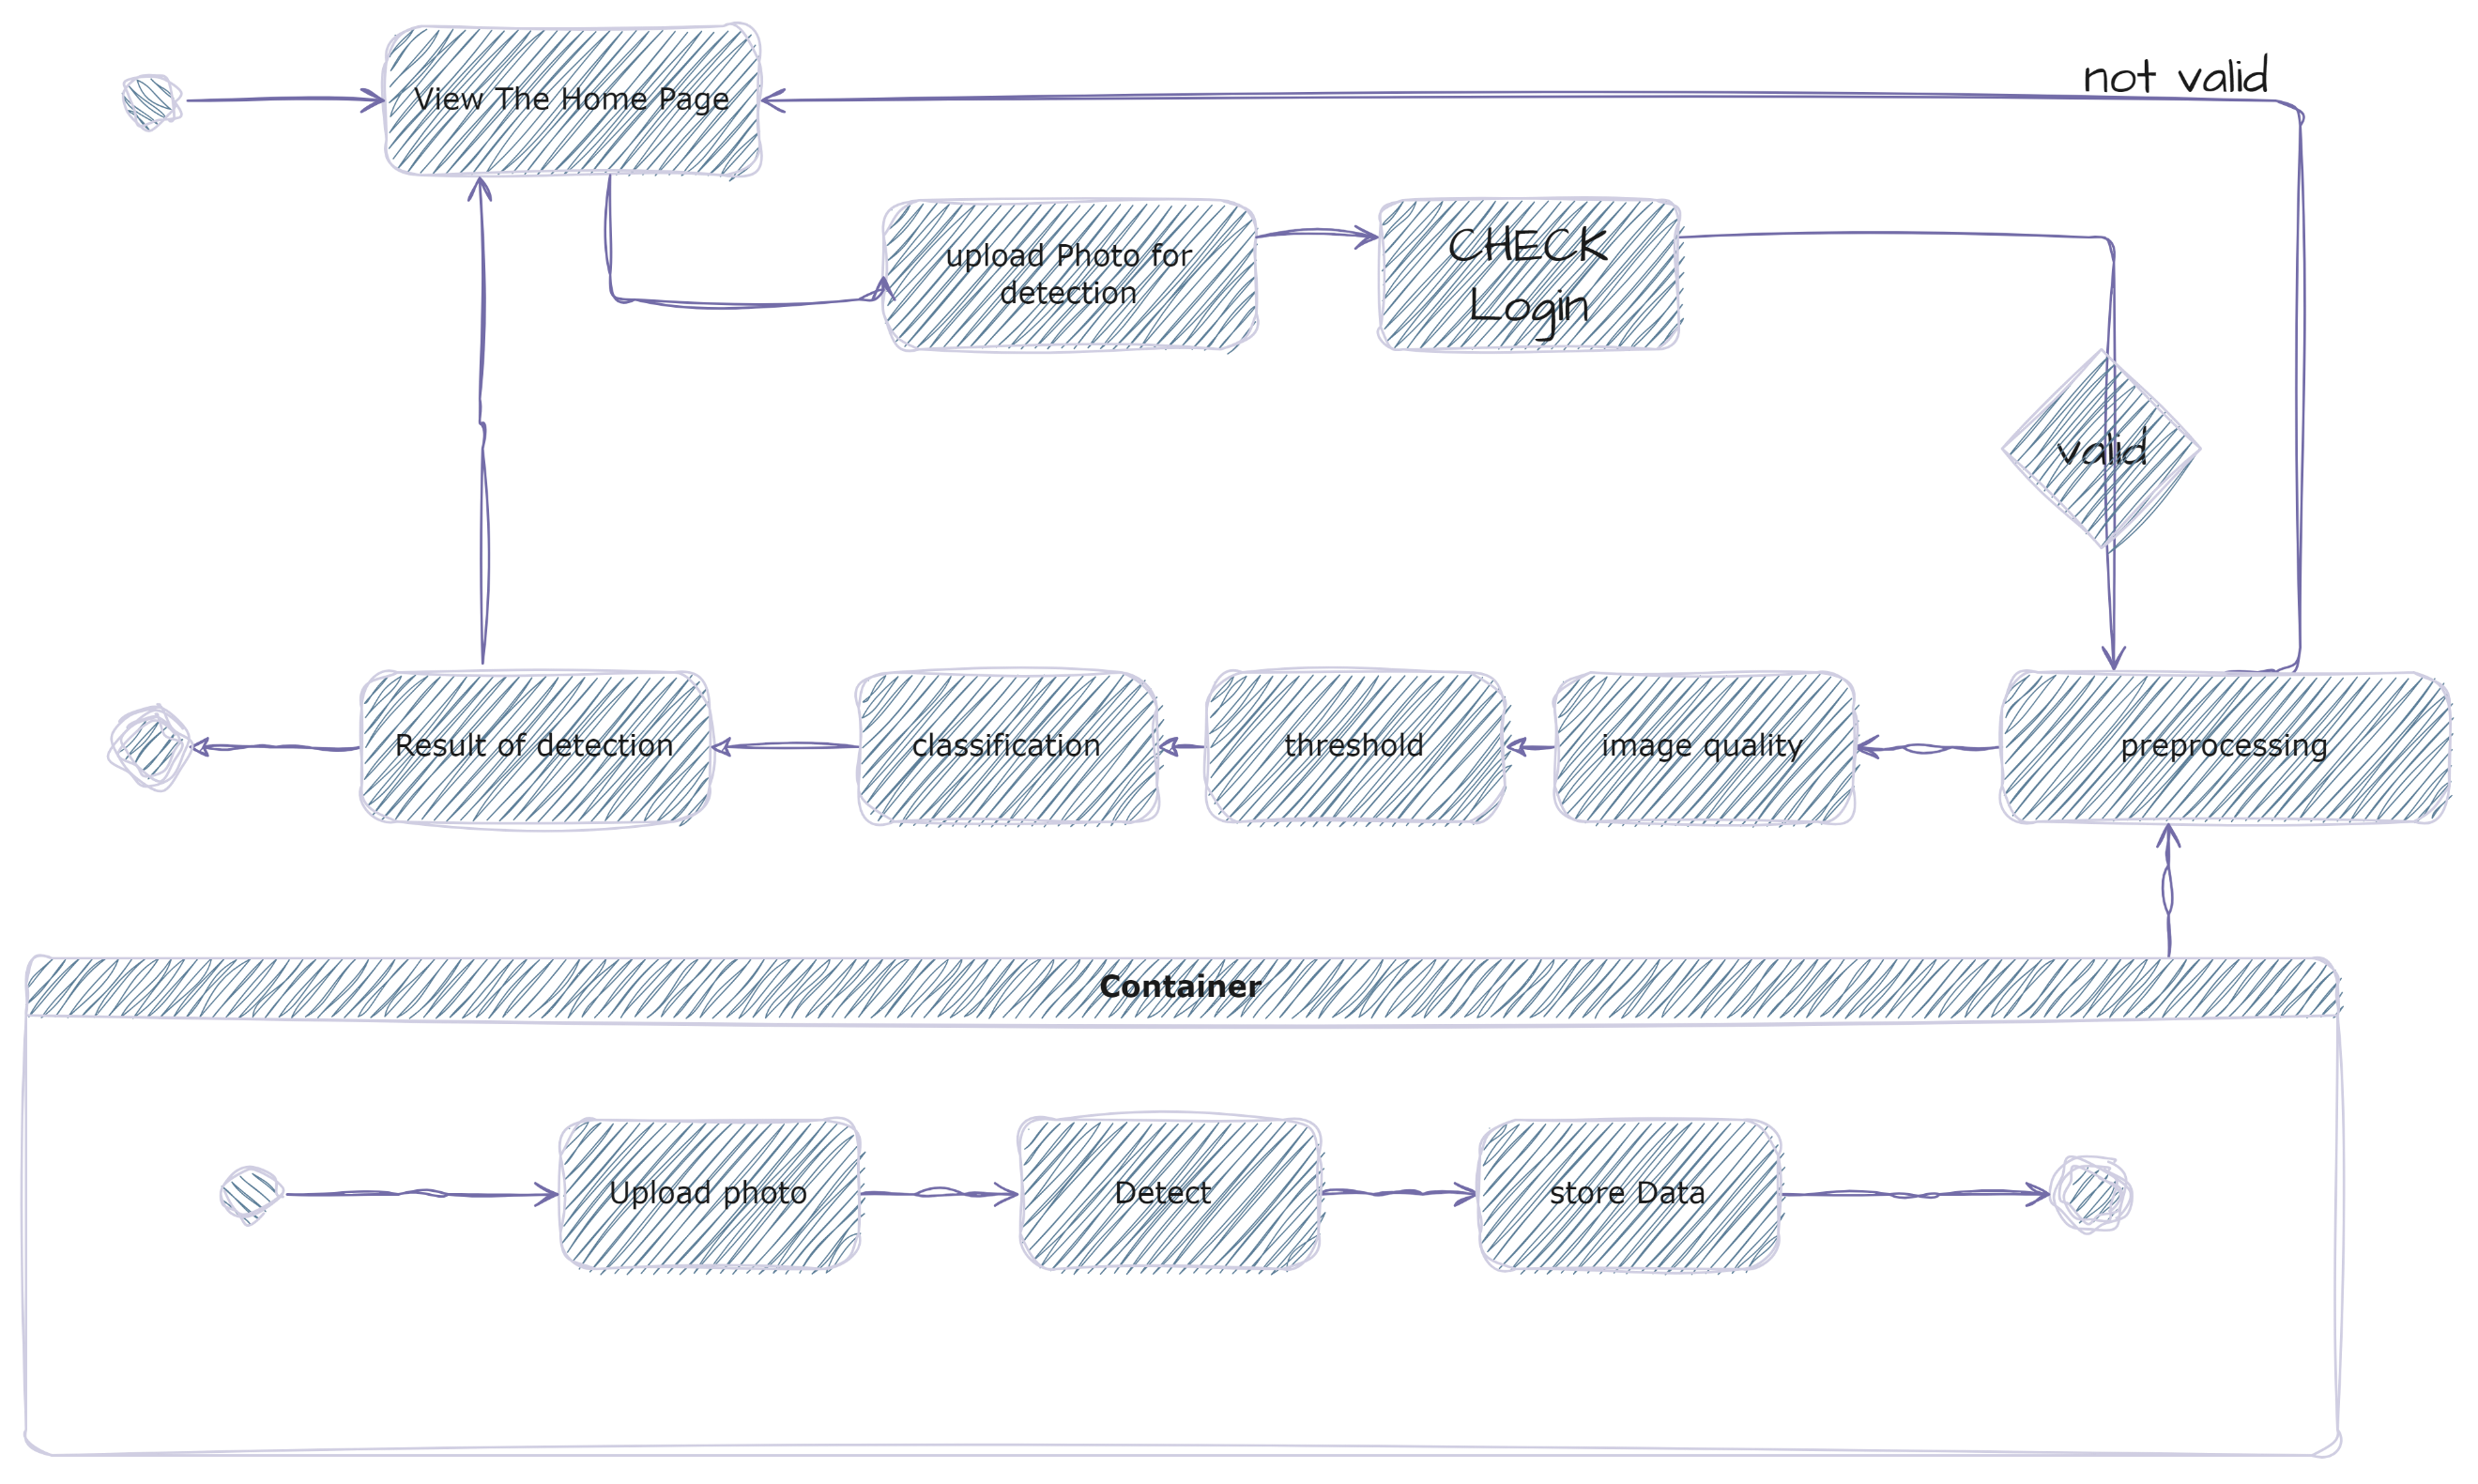 not valid
View The Home Page
upload Photo for
detection
CHECK
Login
valid
Result of detection
classification
threshold
image quality
preprocessing
Container
Upload photo
Detect
store Data